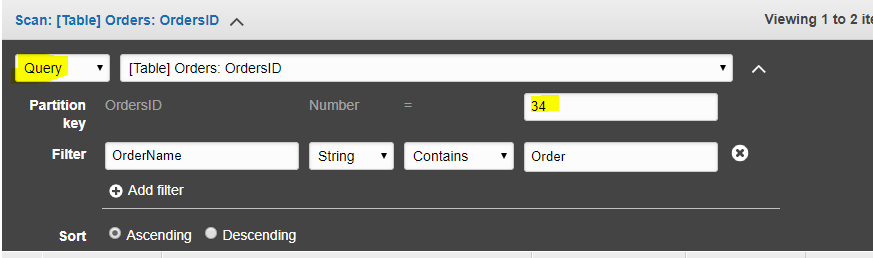 Scan: [Table] Orders: OrdersID
Viewing 1 to 2 ite
Query [Table] Orders: OrdersID
Partition key OrdersID Number = 34
Filter OrderName String Contains Order
Add filter
Sort Ascending Descending